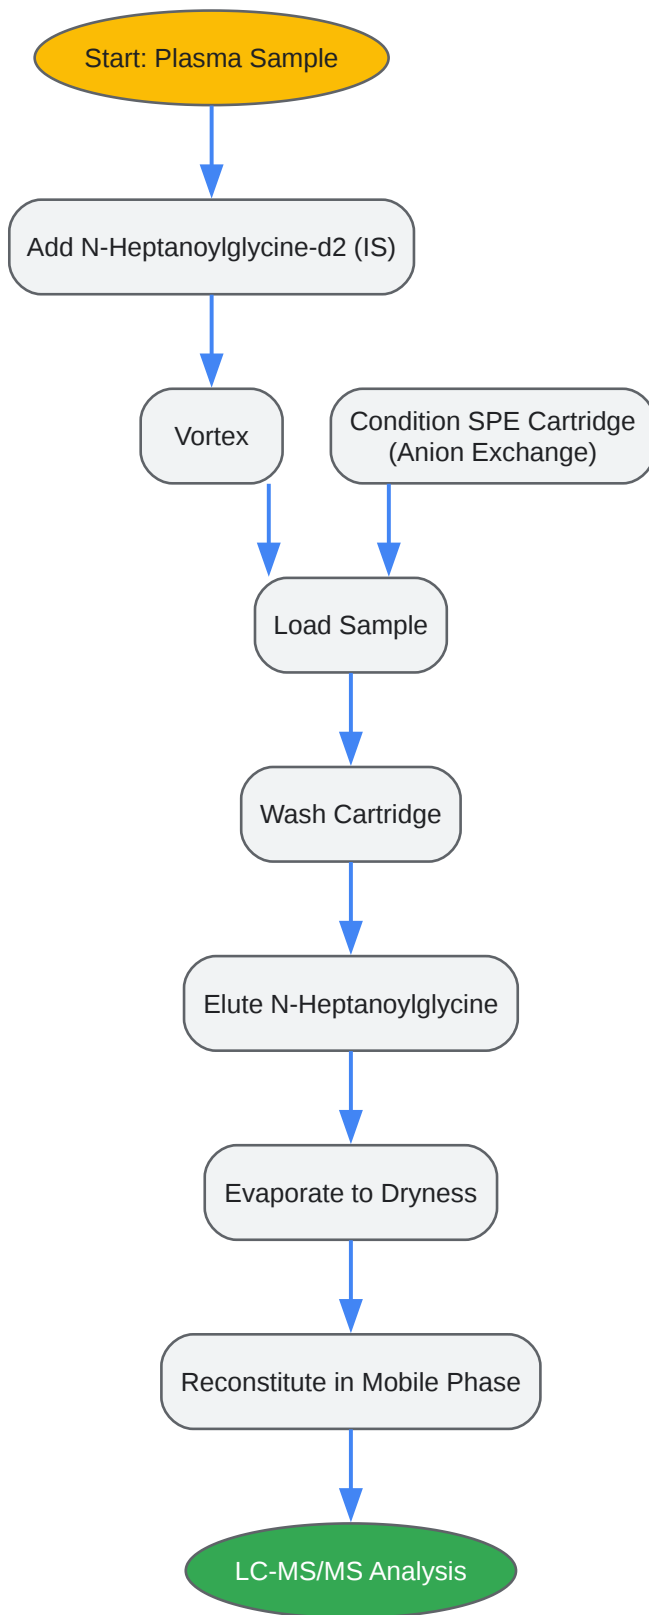 Start: Plasma Sample
Add N-Heptanoylglycine-d2 (IS)
Vortex
Condition SPE Cartridge
(Anion Exchange)
Load Sample
Wash Cartridge
Elute N-Heptanoylglycine
Evaporate to Dryness
Reconstitute in Mobile Phase
LC-MS/MS Analysis